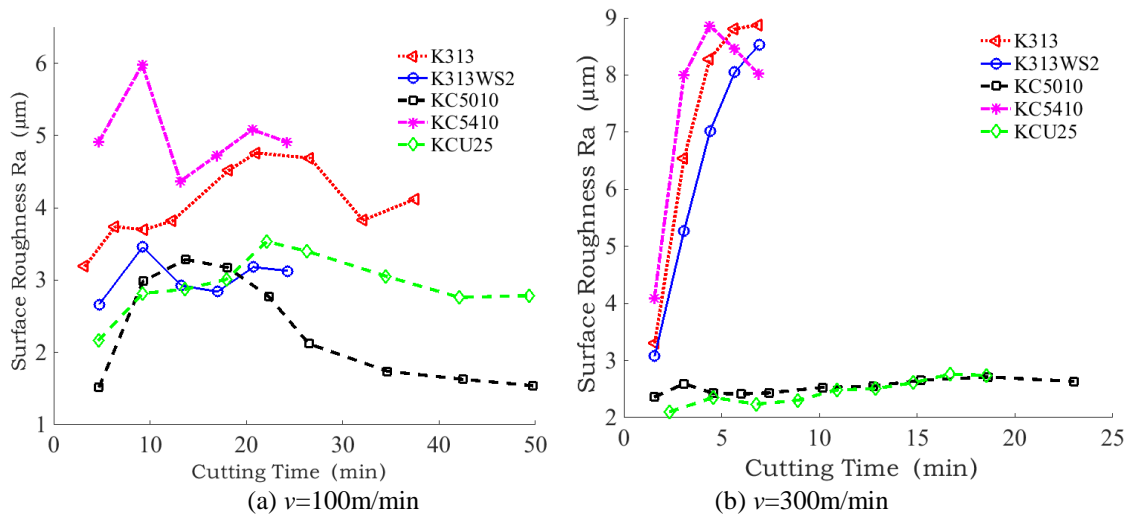 Surface Roughness Ra (µm)
6
5
4
3
2
1
0
10
20
30
40
50
Cutting Time (min)
K313
K313WS2
KC5010
KC5410
KCU25
(a) v=100m/min
Surface Roughness Ra (µm)
9
8
7
6
5
4
3
2
0
5
10
15
20
25
Cutting Time (min)
K313
K313WS2
KC5010
KC5410
KCU25
(b) v=300m/min